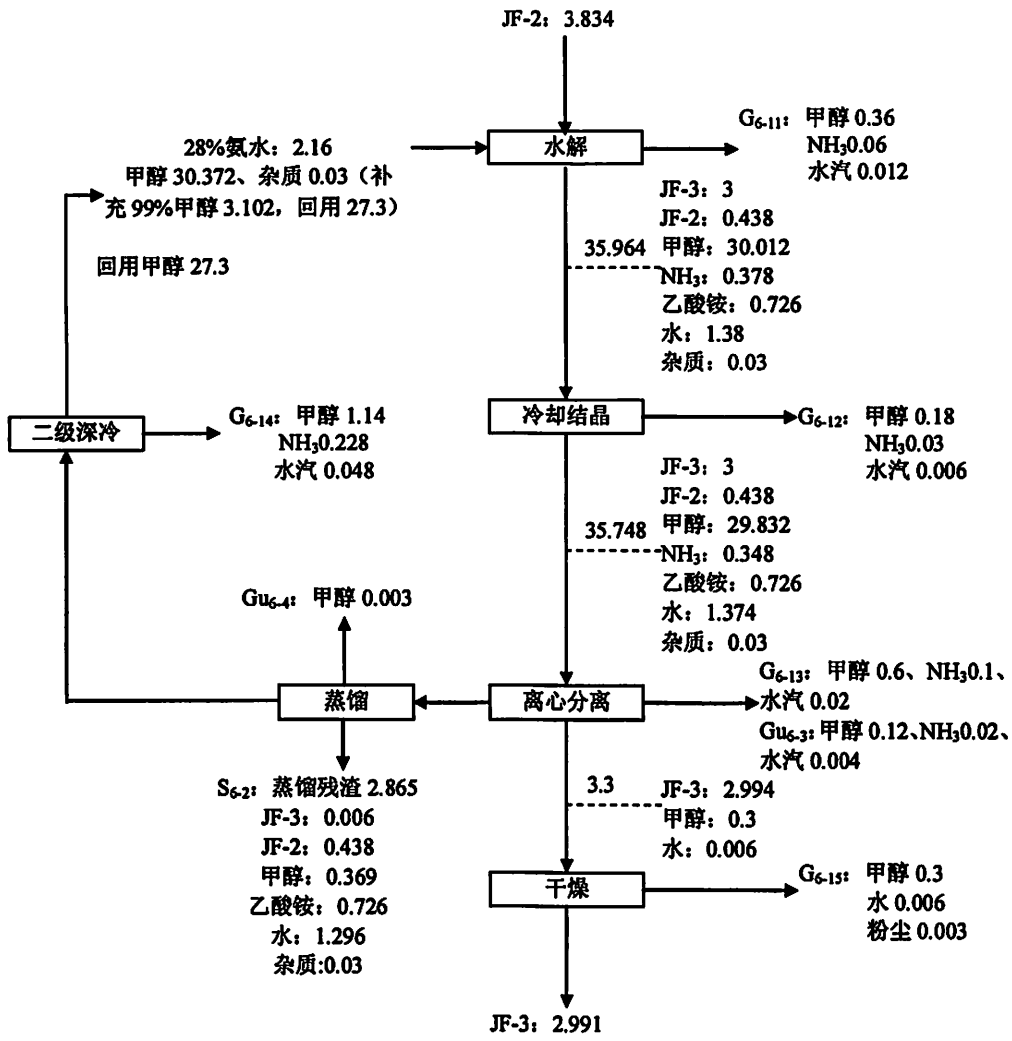 JF-2：3.834
28%氨水：2.16
甲醇30.372、杂质0.03（补
充99%甲醇3.102，回用27.3）
水解
G6-11：甲醇0.36
NH3 0.06
水汽0.012
回用甲醇27.3
35.964
JF-3：3
JF-2：0.438
甲醇：30.012
NH3：0.378
乙酸铵：0.726
水：1.38
杂质：0.03
二级深冷
G6-14：甲醇1.14
NH3 0.228
水汽0.048
冷却结晶
G6-12：甲醇0.18
NH3 0.03
水汽0.006
35.748
JF-3：3
JF-2：0.438
甲醇：29.832
NH3：0.348
乙酸铵：0.726
水：1.374
杂质：0.03
Gu6-4：甲醇0.003
蒸馏
离心分离
G6-13：甲醇0.6、NH3 0.1、
水汽0.02
Gu6-3：甲醇0.12、NH3 0.02、
水汽0.004
S6-2：蒸馏残渣2.865
JF-3：0.006
JF-2：0.438
甲醇：0.369
乙酸铵：0.726
水：1.296
杂质:0.03
3.3
JF-3：2.994
甲醇：0.3
水：0.006
干燥
G6-15：甲醇0.3
水0.006
粉尘0.003
JF-3：2.991